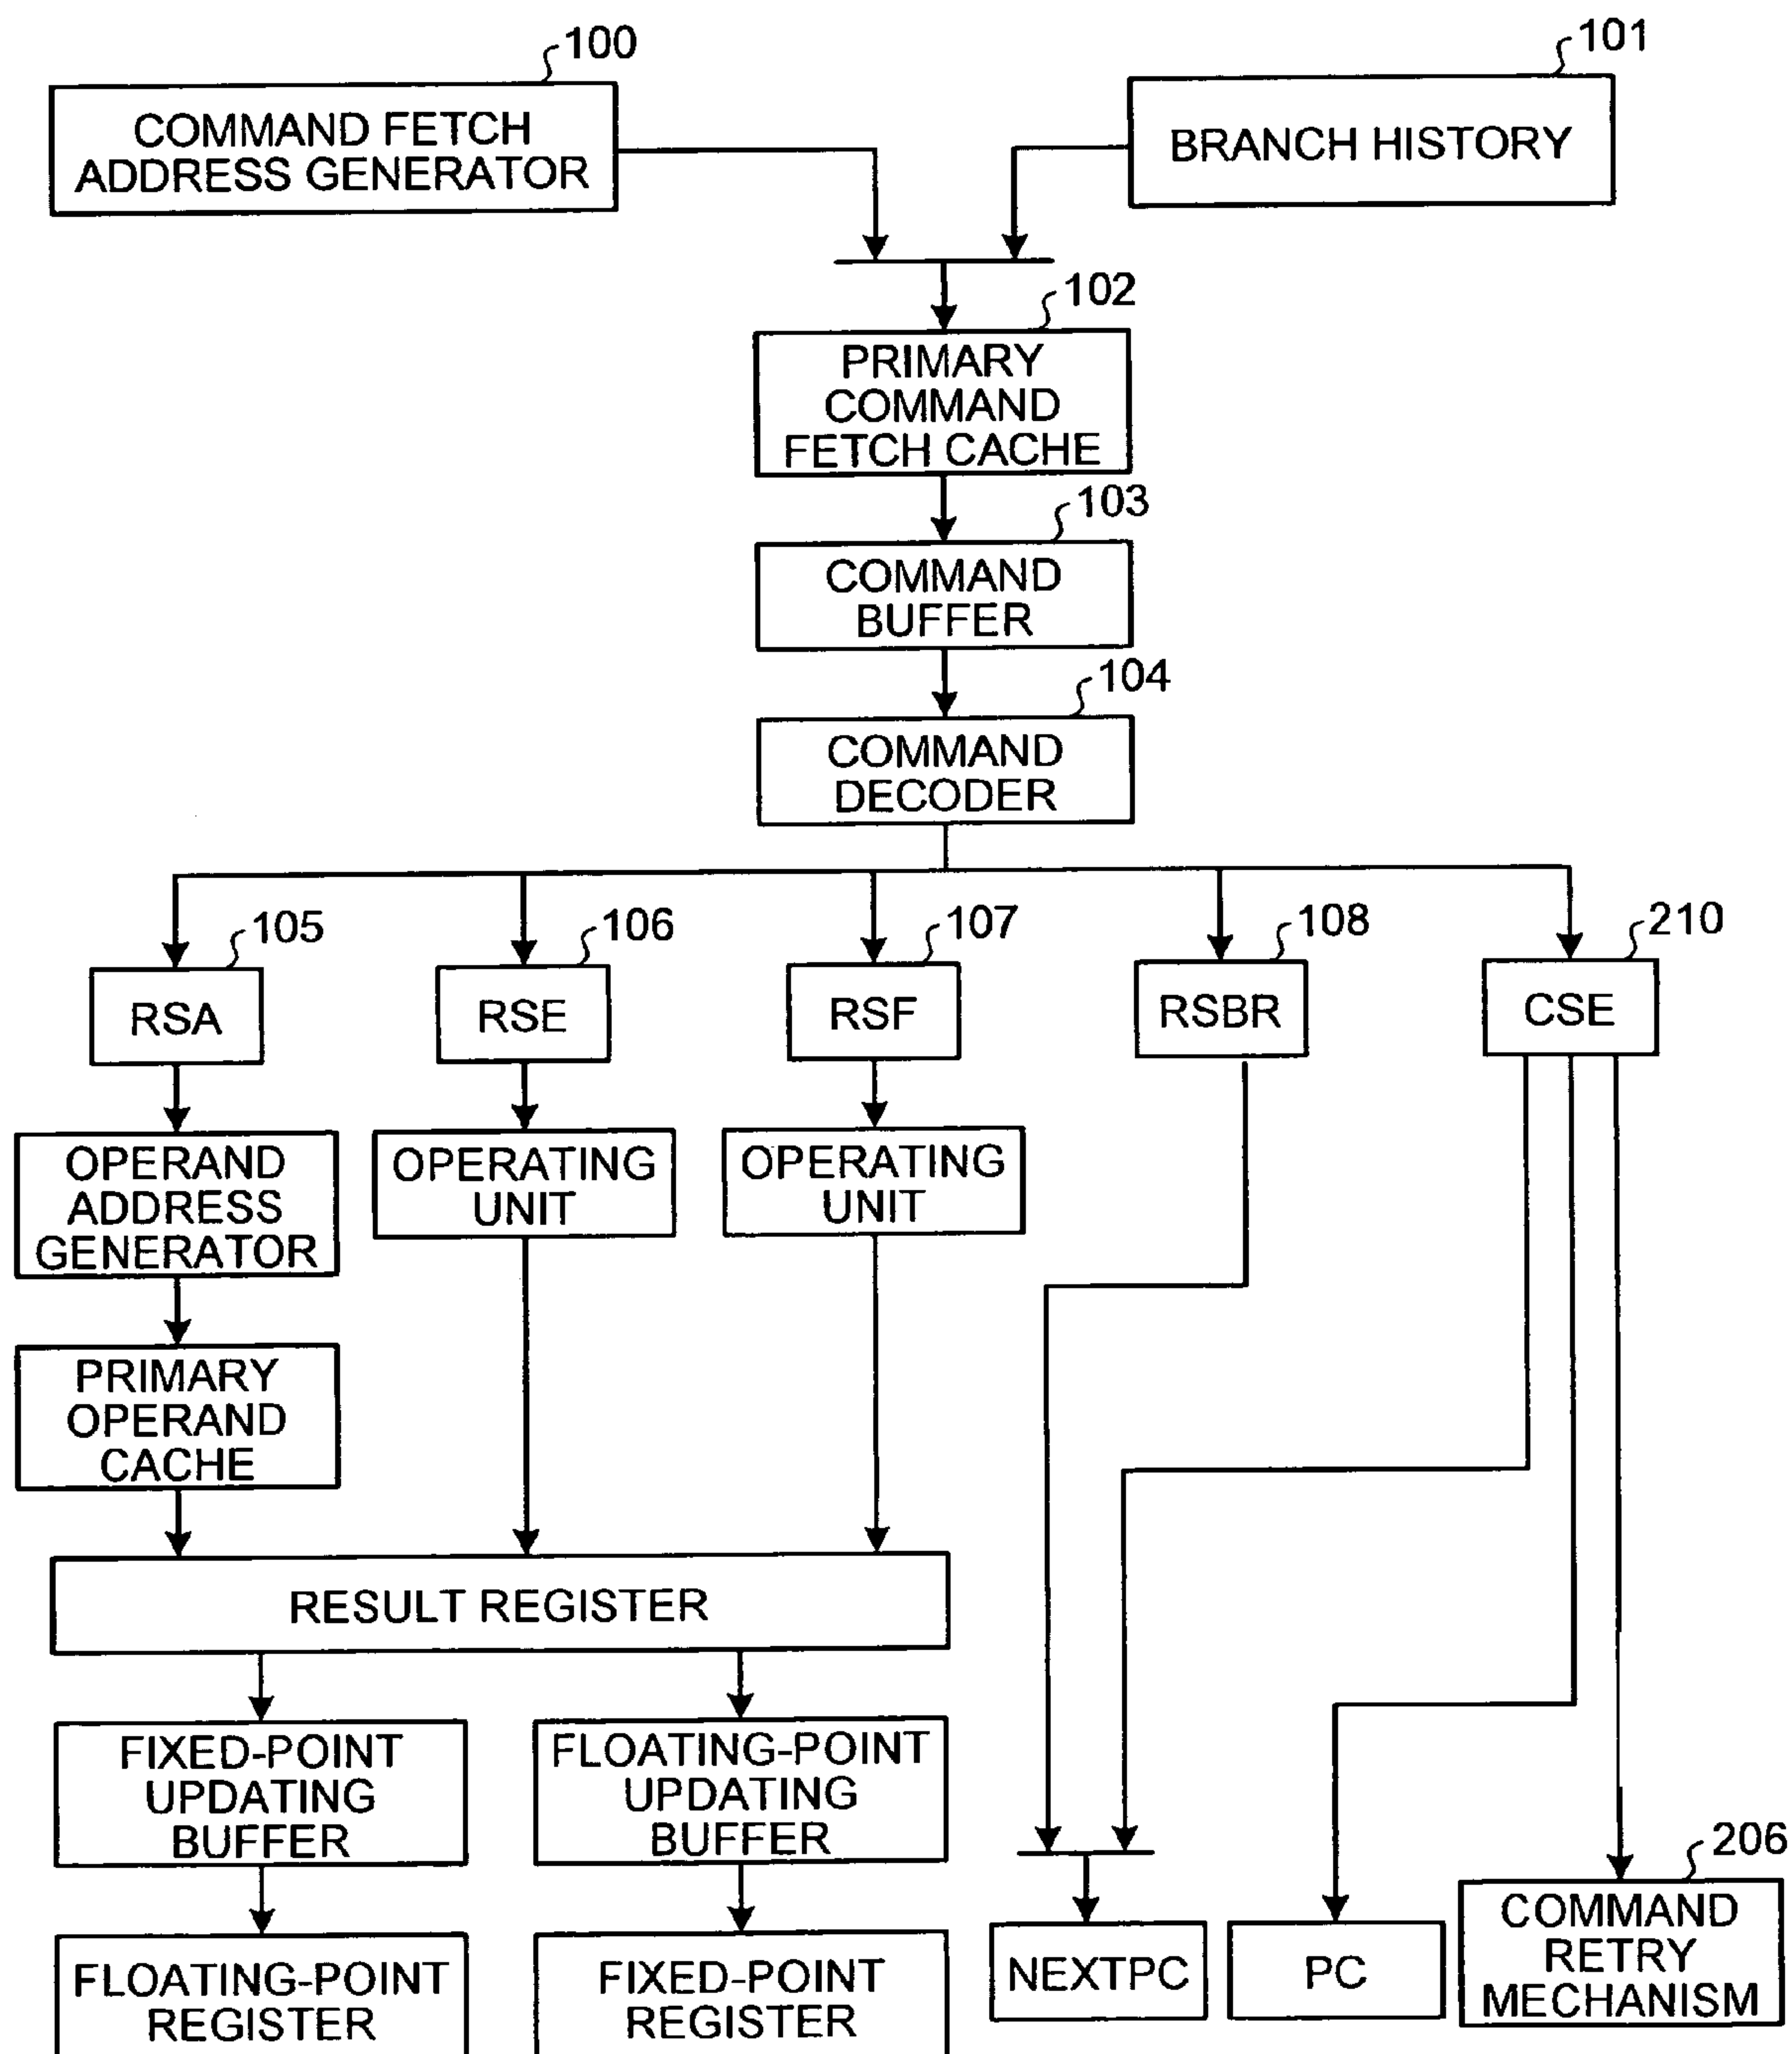 100
COMMAND FETCH
ADDRESS GENERATOR
101
BRANCH HISTORY
102
PRIMARY
COMMAND
FETCH CACHE
103
COMMAND
BUFFER
104
COMMAND
DECODER
105
RSA
106
RSE
107
RSF
108
RSBR
210
CSE
OPERAND
ADDRESS
GENERATOR
OPERATING
UNIT
OPERATING
UNIT
PRIMARY
OPERAND
CACHE
RESULT REGISTER
FIXED-POINT
UPDATING
BUFFER
FLOATING-POINT
UPDATING
BUFFER
FLOATING-POINT
REGISTER
FIXED-POINT
REGISTER
NEXTPC
PC
206
COMMAND
RETRY
MECHANISM